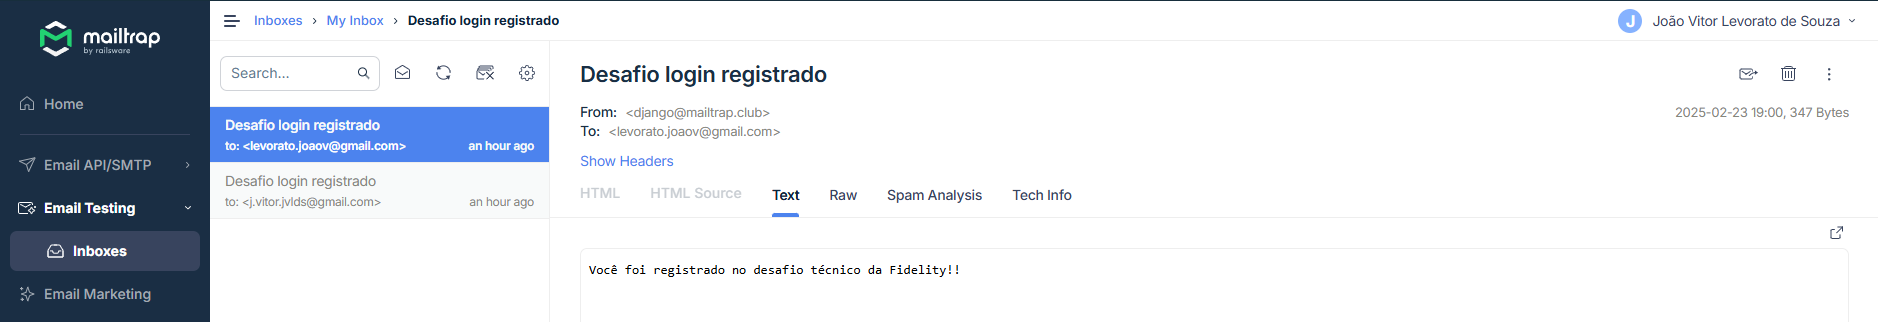 mailtrap
by railsware
Home
Email API/SMTP
Email Testing
Inboxes
Email Marketing
Inboxes › My Inbox › Desafio login registrado
J João Vitor Levorato de Souza
Search...
Desafio login registrado
to: <levorato.joaov@gmail.com> an hour ago
Desafio login registrado
to: <j.vitor.jvlds@gmail.com> an hour ago
Desafio login registrado
From: <django@mailtrap.club>
2025-02-23 19:00, 347 Bytes
To: <levorato.joaov@gmail.com>
Show Headers
HTML HTML Source Text Raw Spam Analysis Tech Info
Você foi registrado no desafio técnico da Fidelity!!